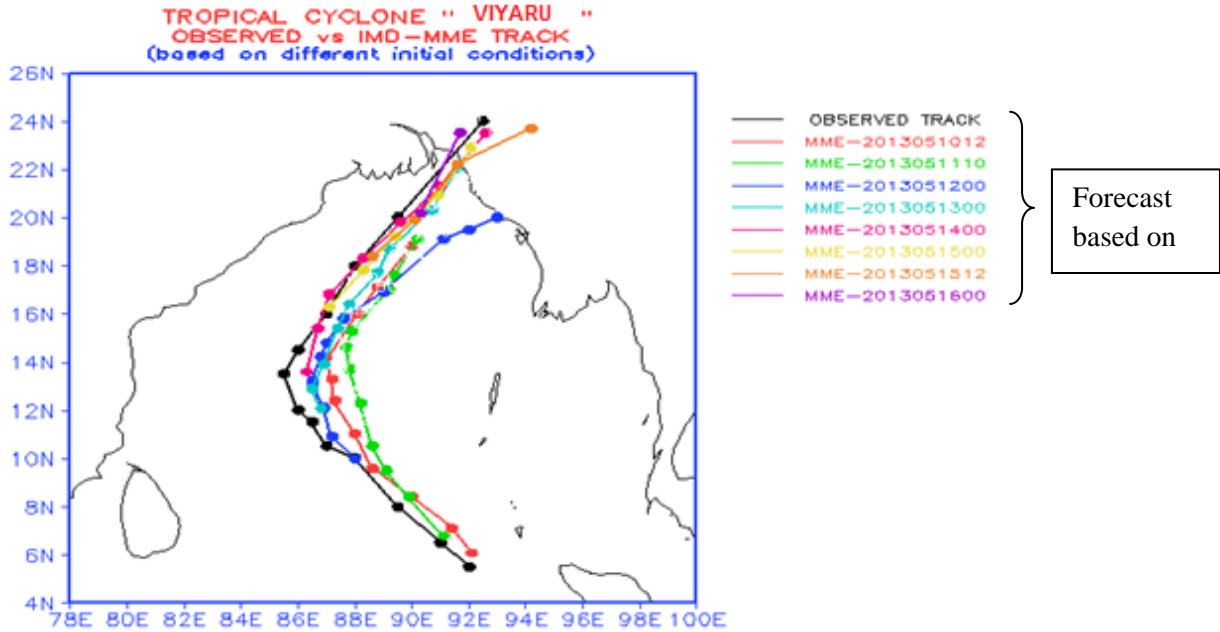 TROPICAL CYCLONE " VIYARU "
OBSERVED vs IMD-MME TRACK
(based on different initial conditions)
26N
24N
22N
20N
18N
16N
14N
12N
10N
8N
6N
4N
78E 80E 82E 84E 86E 88E 90E 92E 94E 96E 98E 100E
OBSERVED TRACK
MME-2013051012
MME-2013051110
MME-2013051200
MME-2013051300
MME-2013051400
MME-2013051500
MME-2013051512
MME-2013051600
Forecast
based on